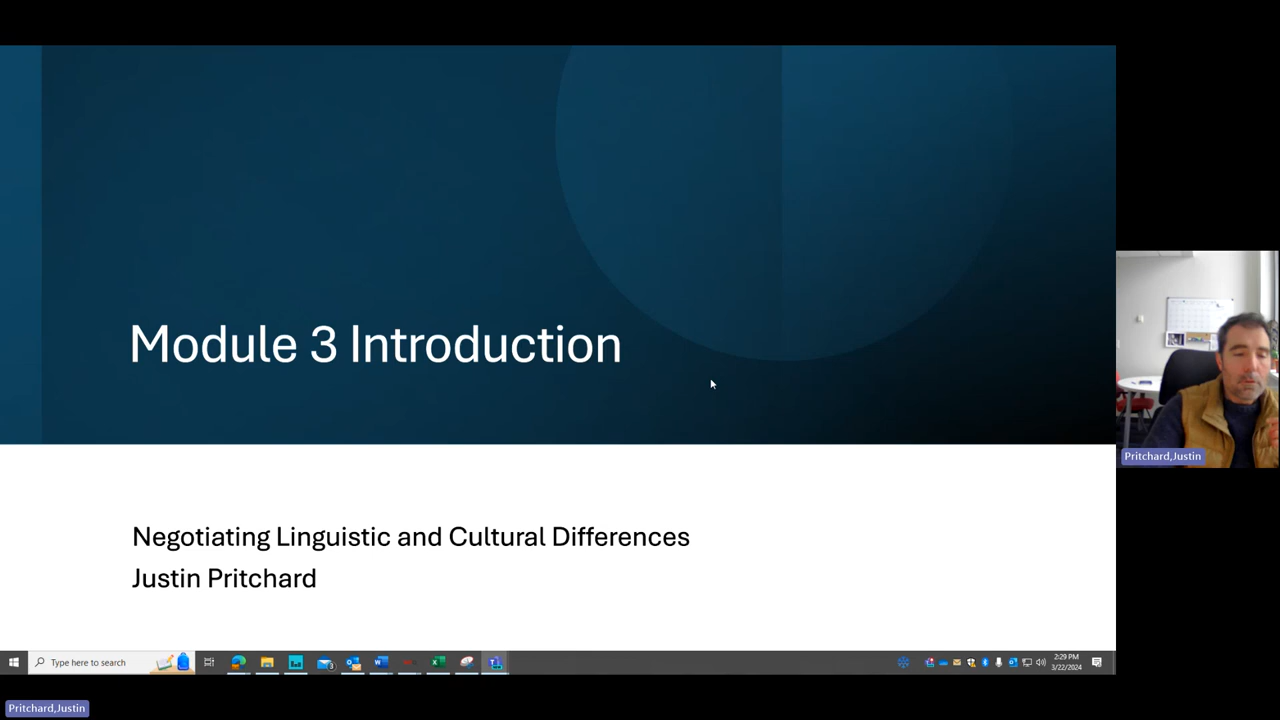 Module 3 Introduction
Negotiating Linguistic and Cultural Differences
Justin Pritchard
Pritchard,Justin
Type here to search
3
2:29 PM
3/22/2024
Pritchard,Justin